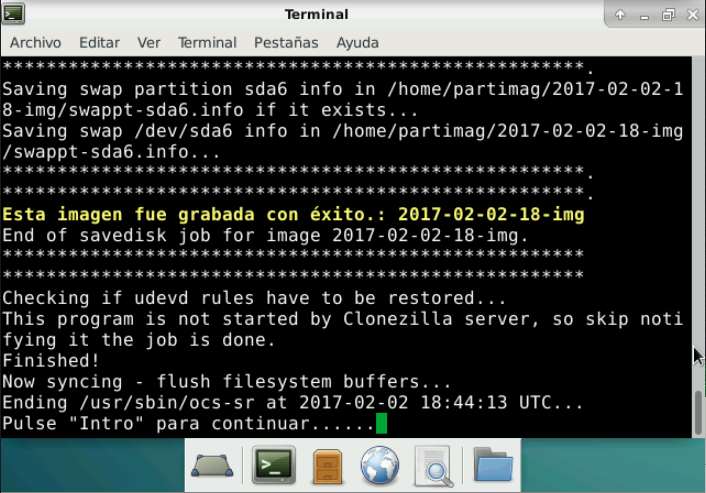 Terminal
Archivo Editar Ver Terminal Pestañas Ayuda
*****************************************************.
Saving swap partition sda6 info in /home/partimag/2017-02-02-1
8-img/swappt-sda6.info if it exists...
Saving swap /dev/sda6 info in /home/partimag/2017-02-02-18-img
/swappt-sda6.info...
*****************************************************.
*****************************************************.
Esta imagen fue grabada con éxito.: 2017-02-02-18-img
End of savedisk job for image 2017-02-02-18-img.
*****************************************************
*****************************************************
Checking if udevd rules have to be restored...
This program is not started by Clonezilla server, so skip noti
fying it the job is done.
Finished!
Now syncing - flush filesystem buffers...
Ending /usr/sbin/ocs-sr at 2017-02-02 18:44:13 UTC...
Pulse "Intro" para continuar......